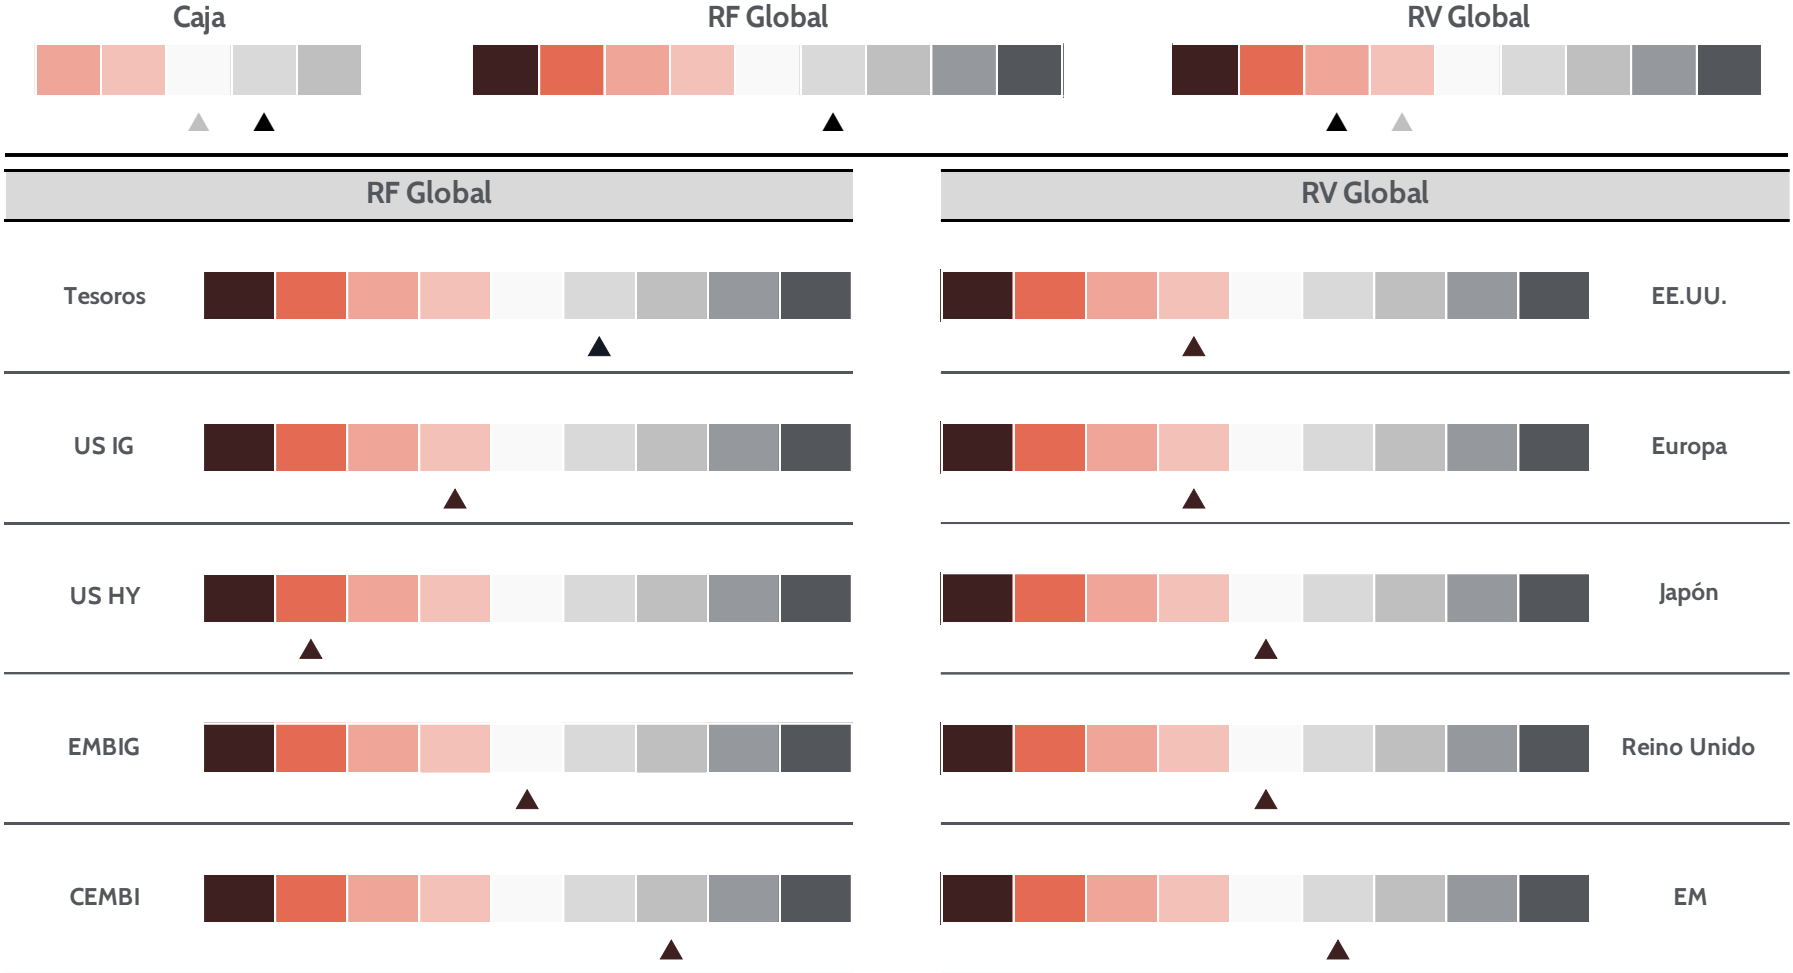 Caja
RF Global
RV Global
RF Global
RV Global
Tesoros
EE.UU.
US IG
Europa
US HY
Japón
EMBIG
Reino Unido
CEMBI
EM